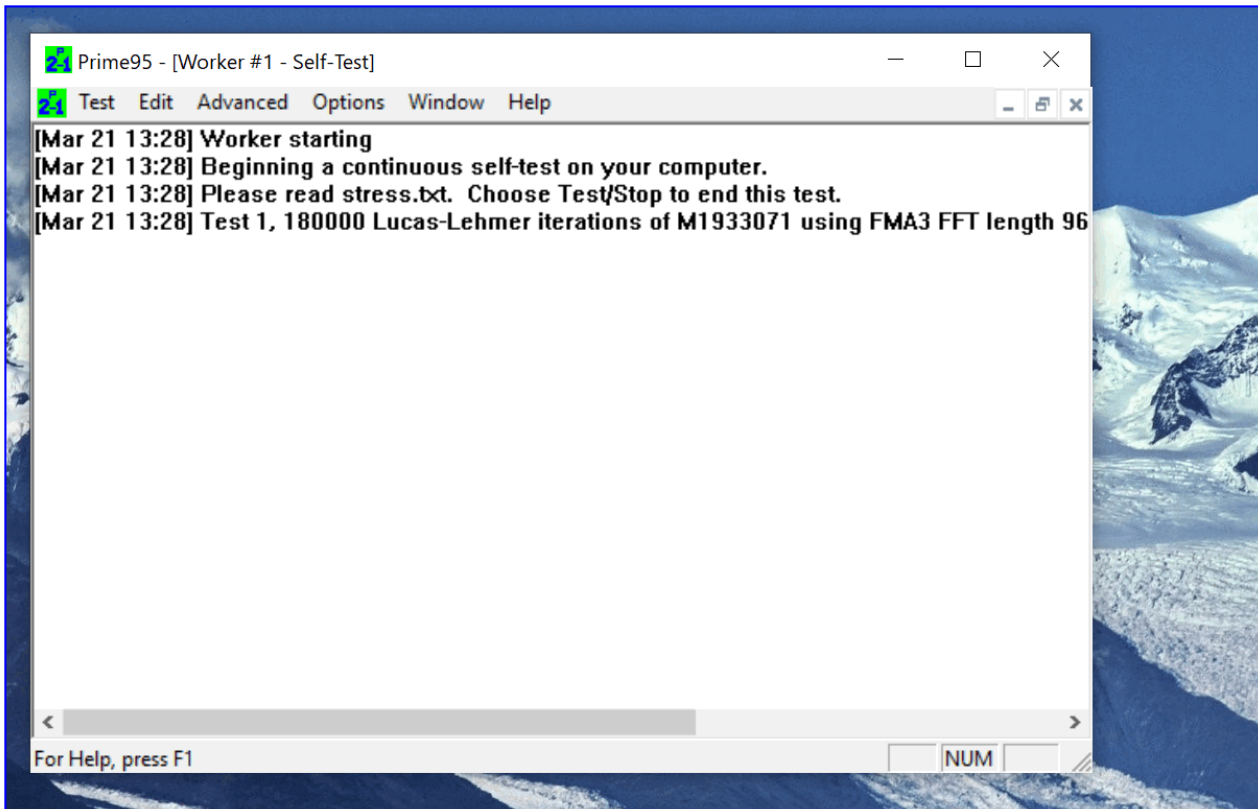 Prime95 - [Worker #1 - Self-Test]
Test Edit Advanced Options Window Help
[Mar 21 13:28] Worker starting
[Mar 21 13:28] Beginning a continuous self-test on your computer.
[Mar 21 13:28] Please read stress.txt.  Choose Test/Stop to end this test.
[Mar 21 13:28] Test 1, 180000 Lucas-Lehmer iterations of M1933071 using FMA3 FFT length 96
For Help, press F1
NUM